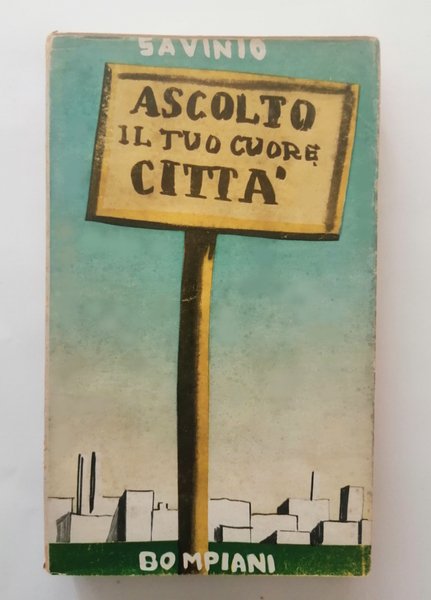 SAVINIO
ASCOLTO
IL TUO CUORE
CITTA'
BOMPIANI